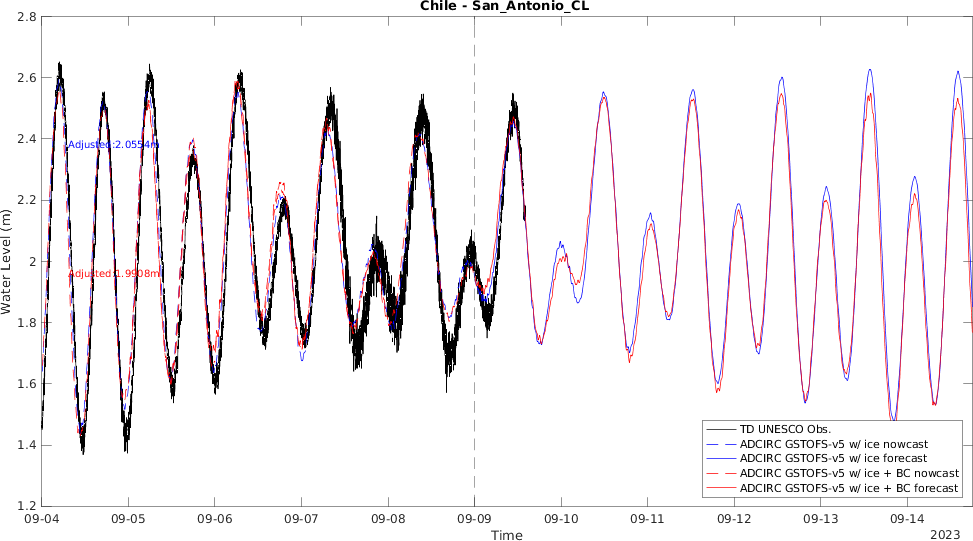 Chile - San_Antonio_CL
2.8
2.6
2.4
2.2
2
1.8
1.6
1.4
1.2
Water Level (m)
Adjusted:2.0554m
Adjusted:1.9908m
TD UNESCO Obs.
ADCIRC GSTOFS-v5 w/ ice nowcast
ADCIRC GSTOFS-v5 w/ ice forecast
ADCIRC GSTOFS-v5 w/ ice + BC nowcast
ADCIRC GSTOFS-v5 w/ ice + BC forecast
09-04 09-05 09-06 09-07 09-08 09-09 09-10 09-11 09-12 09-13 09-14
Time
2023